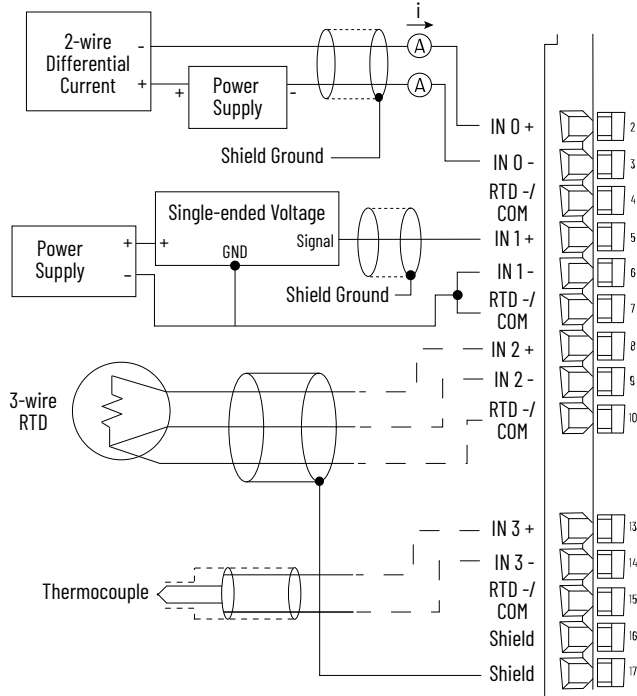 i
2-wire
Differential
Current
-
+
A
A
+
Power
Supply
-
Shield Ground
IN 0 +
2
IN 0 -
3
RTD -/
COM
4
Single-ended Voltage
Signal
GND
IN 1 +
5
Power
Supply
+
+
-
Shield Ground
IN 1 -
6
RTD -/
COM
7
IN 2 +
8
IN 2 -
9
3-wire
RTD
RTD -/
COM
10
IN 3 +
13
IN 3 -
14
Thermocouple
RTD -/
COM
15
Shield
16
Shield
17